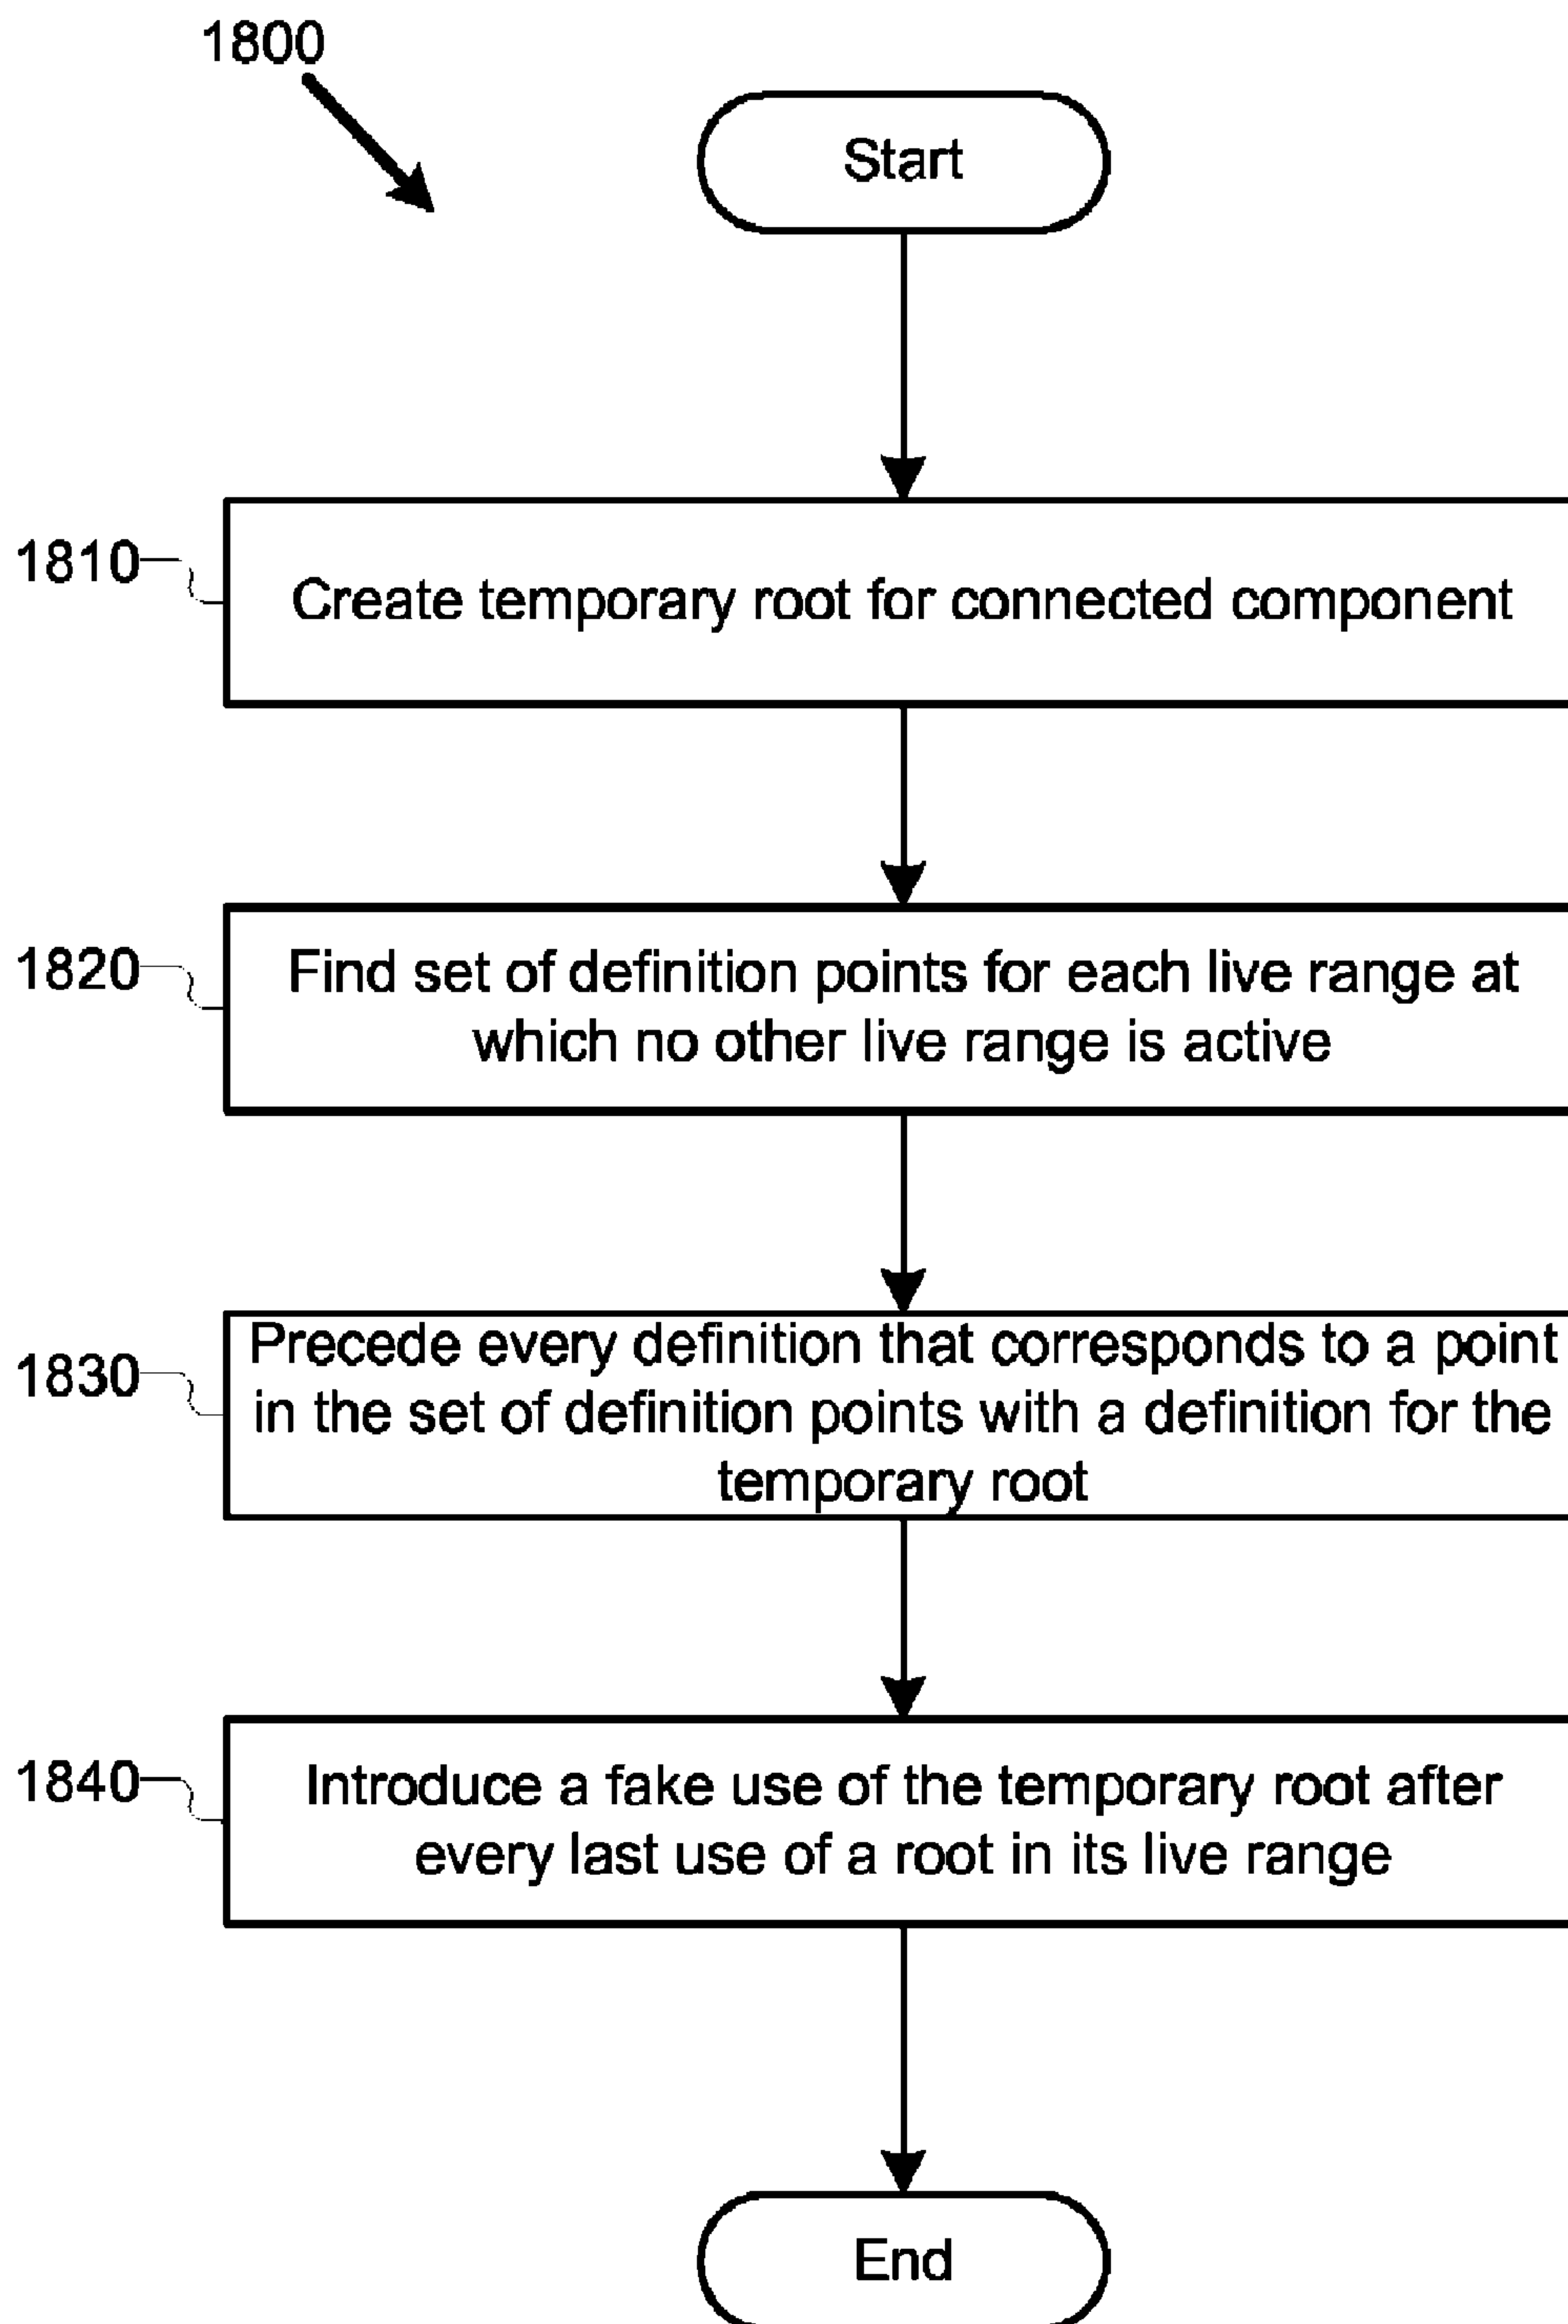 1800
Start
1810
Create temporary root for connected component
1820
Find set of definition points for each live range at
which no other live range is active
1830
Precede every definition that corresponds to a point
in the set of definition points with a definition for the
temporary root
1840
Introduce a fake use of the temporary root after
every last use of a root in its live range
End